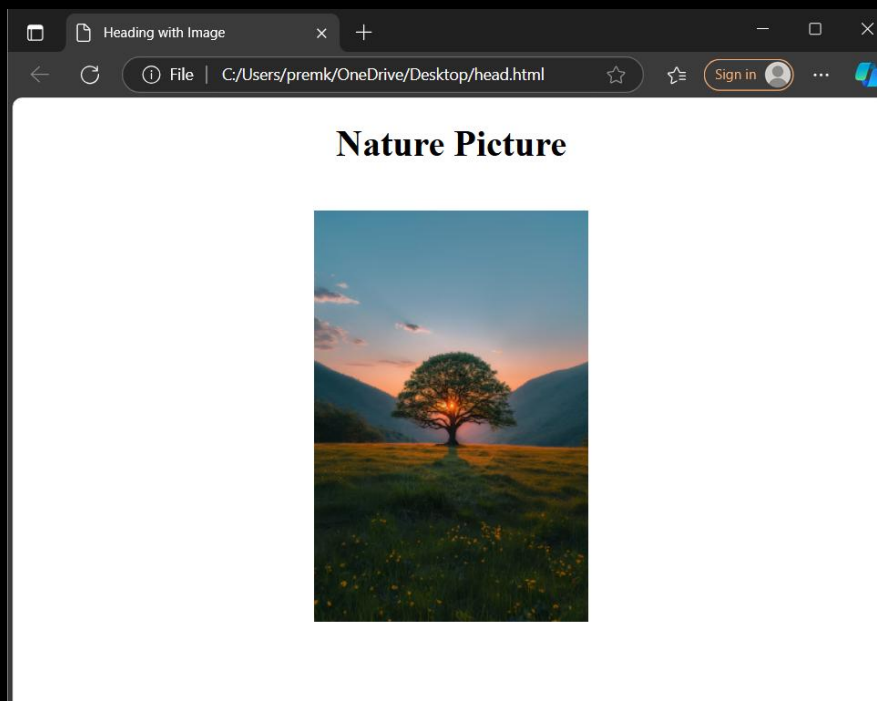 Heading with Image
File | C:/Users/premk/OneDrive/Desktop/head.html
Sign in
Nature Picture